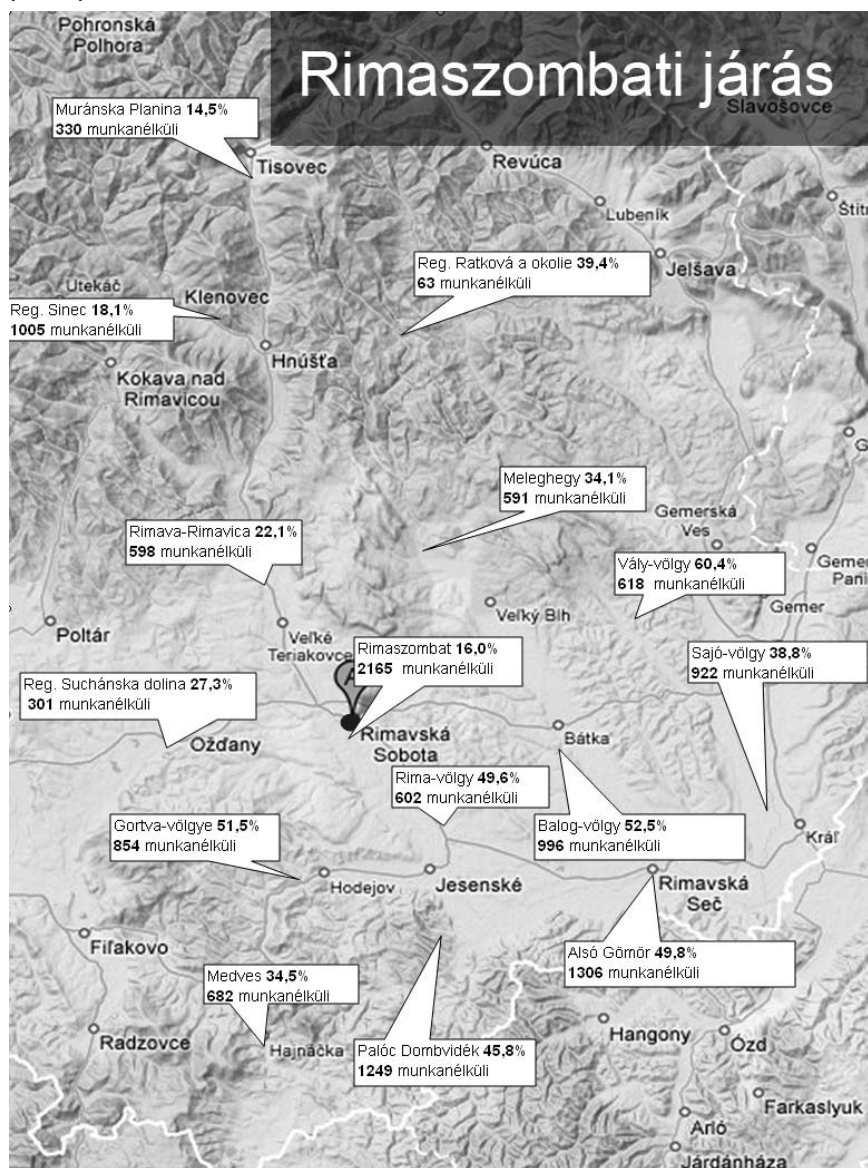 Pohronská
Polhora
Rimaszombati járás
Slavošovce
Muránska Planina 14,5%
330 munkanélküli
Tisovec
Revúca
Ľubeník
Štítn
Reg. Ratková a okolie 39,4%
63 munkanélküli
Jelšava
Utekáč
Klenovec
Reg. Sinec 18,1%
1005 munkanélküli
Hnúšťa
Kokava nad
Rimavicou
G
Meleghegy 34,1%
591 munkanélküli
Gemerská
Ves
Rimava-Rimavica 22,1%
598 munkanélküli
Vály-völgy 60,4%
618 munkanélküli
Gemer
Pani
Gemer
Veľký Blh
Poltár
Veľké
Teriakovce
Rimaszombat 16,0%
2165 munkanélküli
Sajó-völgy 38,8%
922 munkanélküli
Reg. Suchánska dolina 27,3%
301 munkanélküli
A
Ožďany
Rimavská
Sobota
Bátka
Rima-völgy 49,6%
602 munkanélküli
Gortva-völgye 51,5%
854 munkanélküli
Balog-völgy 52,5%
996 munkanélküli
Kráľ
Hodejov
Jesenské
Rimavská
Seč
Fiľakovo
Alsó Gömör 49,8%
1306 munkanélküli
Medves 34,5%
682 munkanélküli
Radzovce
Hajnáčka
Palóc Dombvidék 45,8%
1249 munkanélküli
Hangony
Ózd
Farkaslyuk
Arló
Járdánháza